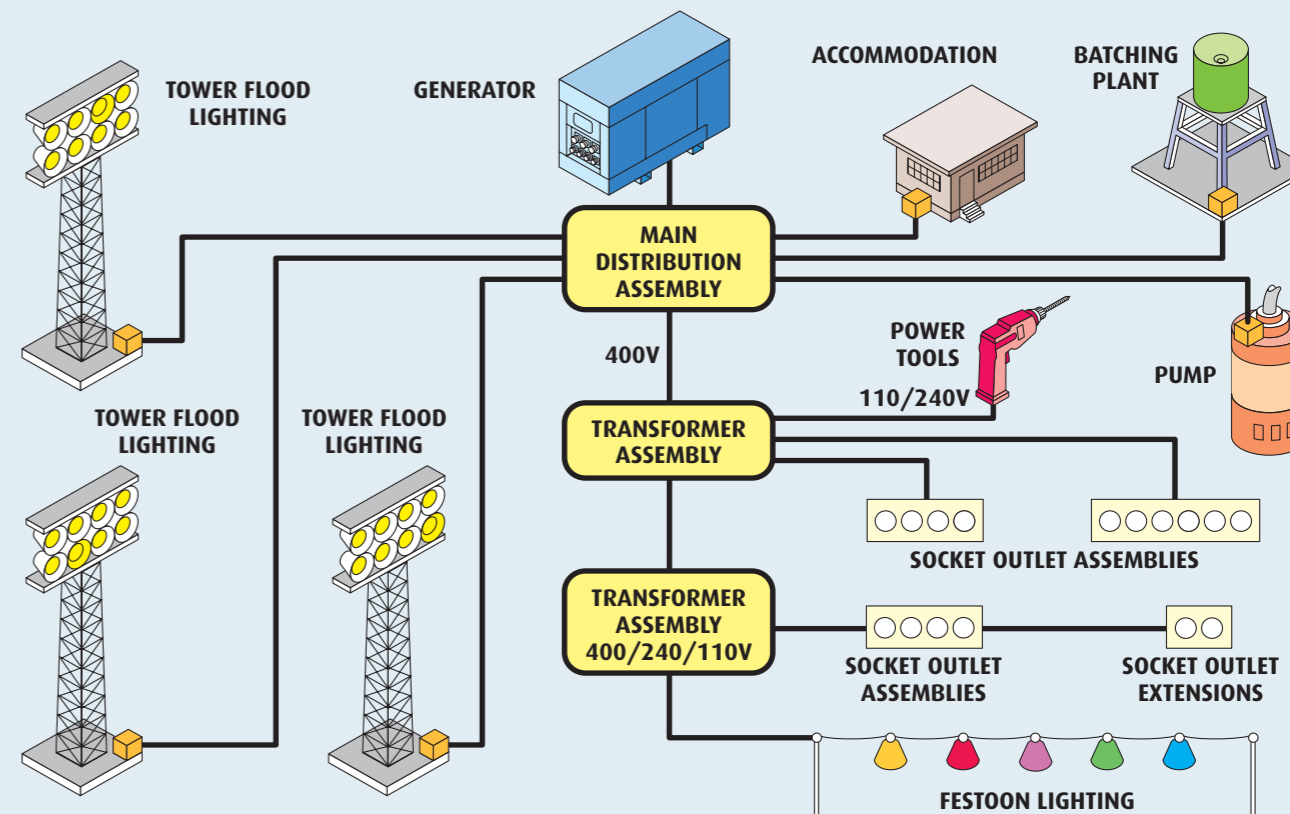 TOWER FLOOD
LIGHTING
GENERATOR
ACCOMMODATION
BATCHING
PLANT
MAIN
DISTRIBUTION
ASSEMBLY
400V
POWER
TOOLS
110/240V
PUMP
TOWER FLOOD
LIGHTING
TOWER FLOOD
LIGHTING
TRANSFORMER
ASSEMBLY
SOCKET OUTLET ASSEMBLIES
TRANSFORMER
ASSEMBLY
400/240/110V
SOCKET OUTLET
ASSEMBLIES
SOCKET OUTLET
EXTENSIONS
FESTOON LIGHTING